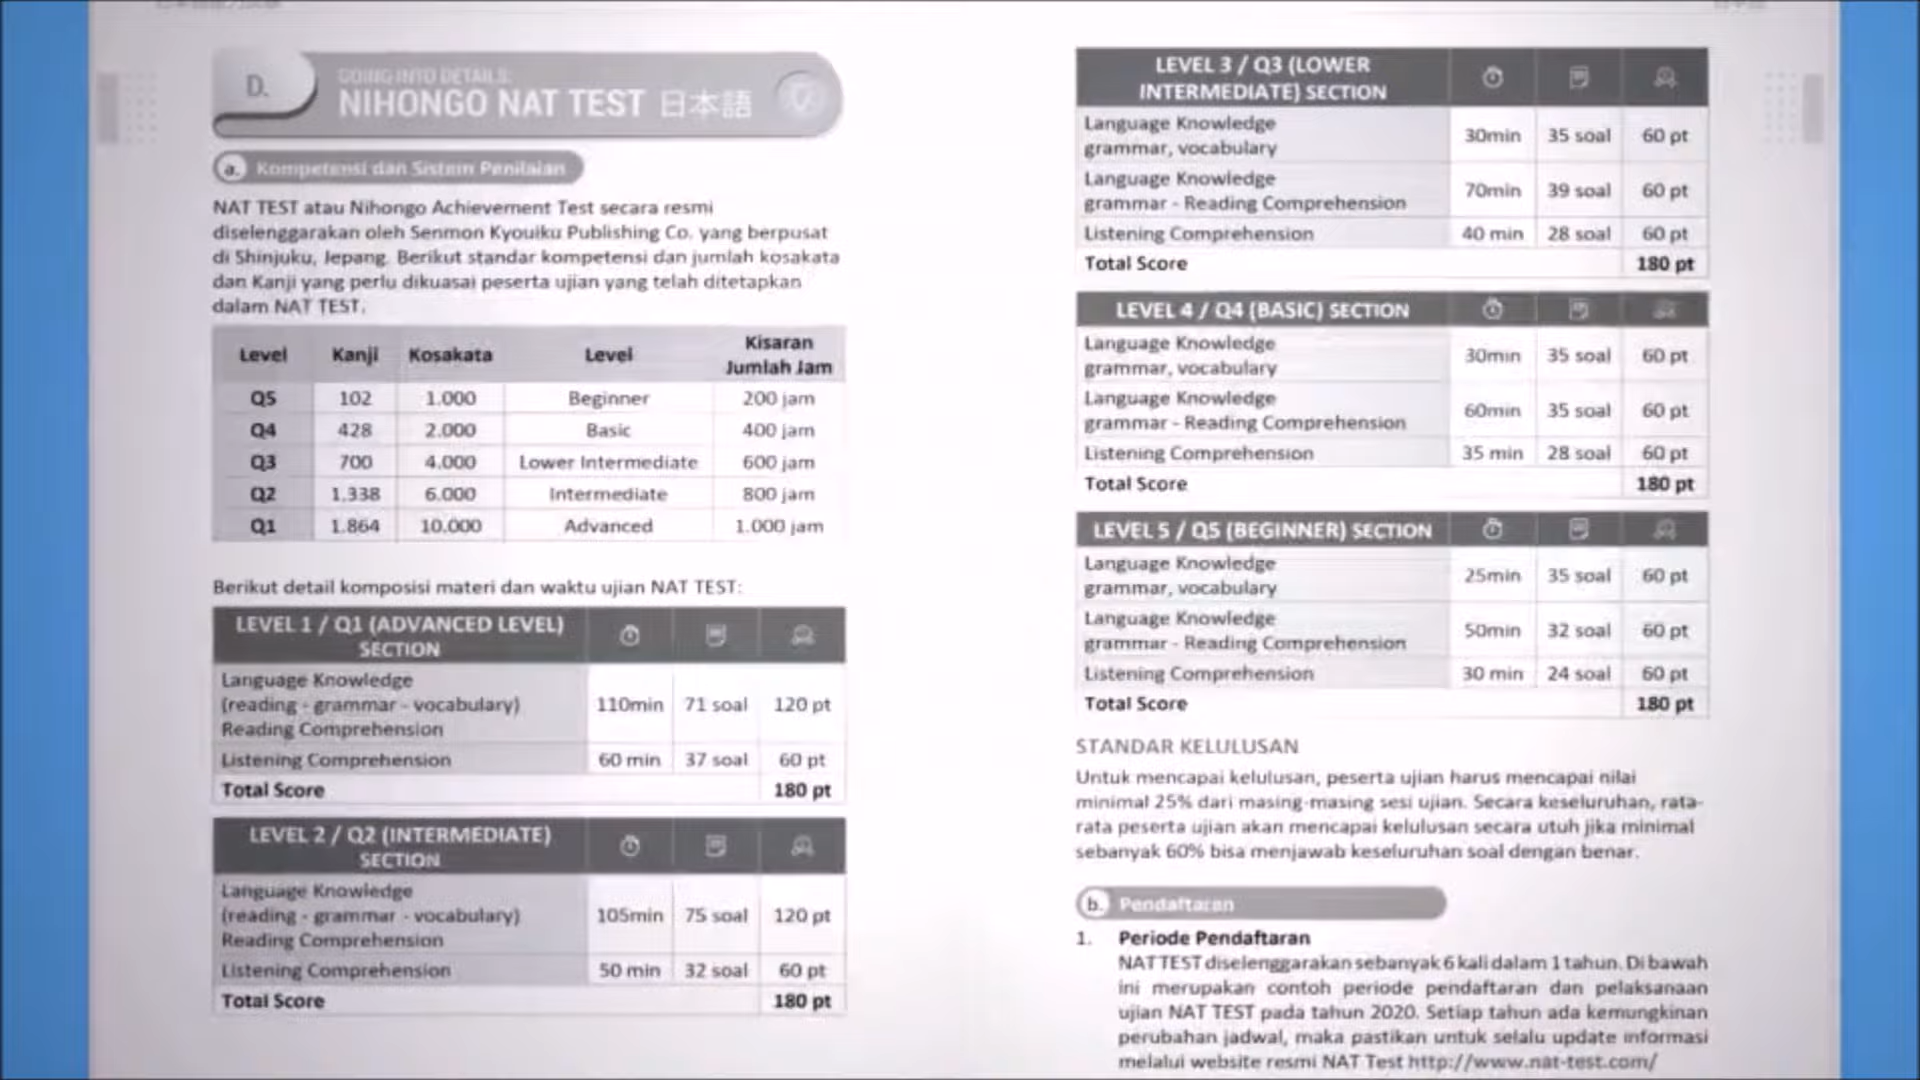 D.
GOING INTO DETAILS:
NIHONGO NAT TEST 日本語
a. Kompetensi dan Sistem Penilaian
NAT TEST atau Nihongo Achievement Test secara resmi
diselenggarakan oleh Senmon Kyouiku Publishing Co. yang berpusat
di Shinjuku, Jepang. Berikut standar kompetensi dan jumlah kosakata
dan Kanji yang perlu dikuasai peserta ujian yang telah ditetapkan
dalam NAT TEST.
Level Kanji Kosakata Level Kisaran Jumlah Jam
Q5 102 1.000 Beginner 200 jam
Q4 428 2.000 Basic 400 jam
Q3 700 4.000 Lower Intermediate 600 jam
Q2 1.338 6.000 Intermediate 800 jam
Q1 1.864 10.000 Advanced 1.000 jam
Berikut detail komposisi materi dan waktu ujian NAT TEST:
LEVEL 1 / Q1 (ADVANCED LEVEL)
SECTION
Language Knowledge
(reading - grammar - vocabulary) 110min 71 soal 120 pt
Reading Comprehension
Listening Comprehension 60 min 37 soal 60 pt
Total Score 180 pt
LEVEL 2 / Q2 (INTERMEDIATE)
SECTION
Language Knowledge
(reading - grammar - vocabulary) 105min 75 soal 120 pt
Reading Comprehension
Listening Comprehension 50 min 32 soal 60 pt
Total Score 180 pt
LEVEL 3 / Q3 (LOWER
INTERMEDIATE) SECTION
Language Knowledge
grammar, vocabulary 30min 35 soal 60 pt
Language Knowledge
grammar - Reading Comprehension 70min 39 soal 60 pt
Listening Comprehension 40 min 28 soal 60 pt
Total Score 180 pt
LEVEL 4 / Q4 (BASIC) SECTION
Language Knowledge
grammar, vocabulary 30min 35 soal 60 pt
Language Knowledge
grammar - Reading Comprehension 60min 35 soal 60 pt
Listening Comprehension 35 min 28 soal 60 pt
Total Score 180 pt
LEVEL 5 / Q5 (BEGINNER) SECTION
Language Knowledge
grammar, vocabulary 25min 35 soal 60 pt
Language Knowledge
grammar - Reading Comprehension 50min 32 soal 60 pt
Listening Comprehension 30 min 24 soal 60 pt
Total Score 180 pt
STANDAR KELULUSAN
Untuk mencapai kelulusan, peserta ujian harus mencapai nilai
minimal 25% dari masing-masing sesi ujian. Secara keseluruhan, rata-
rata peserta ujian akan mencapai kelulusan secara utuh jika minimal
sebanyak 60% bisa menjawab keseluruhan soal dengan benar.
b. Pendaftaran
1. Periode Pendaftaran
NAT TEST diselenggarakan sebanyak 6 kali dalam 1 tahun. Di bawah
ini merupakan contoh periode pendaftaran dan pelaksanaan
ujian NAT TEST pada tahun 2020. Setiap tahun ada kemungkinan
perubahan jadwal, maka pastikan untuk selalu update informasi
melalui website resmi NAT Test http://www.nat-test.com/